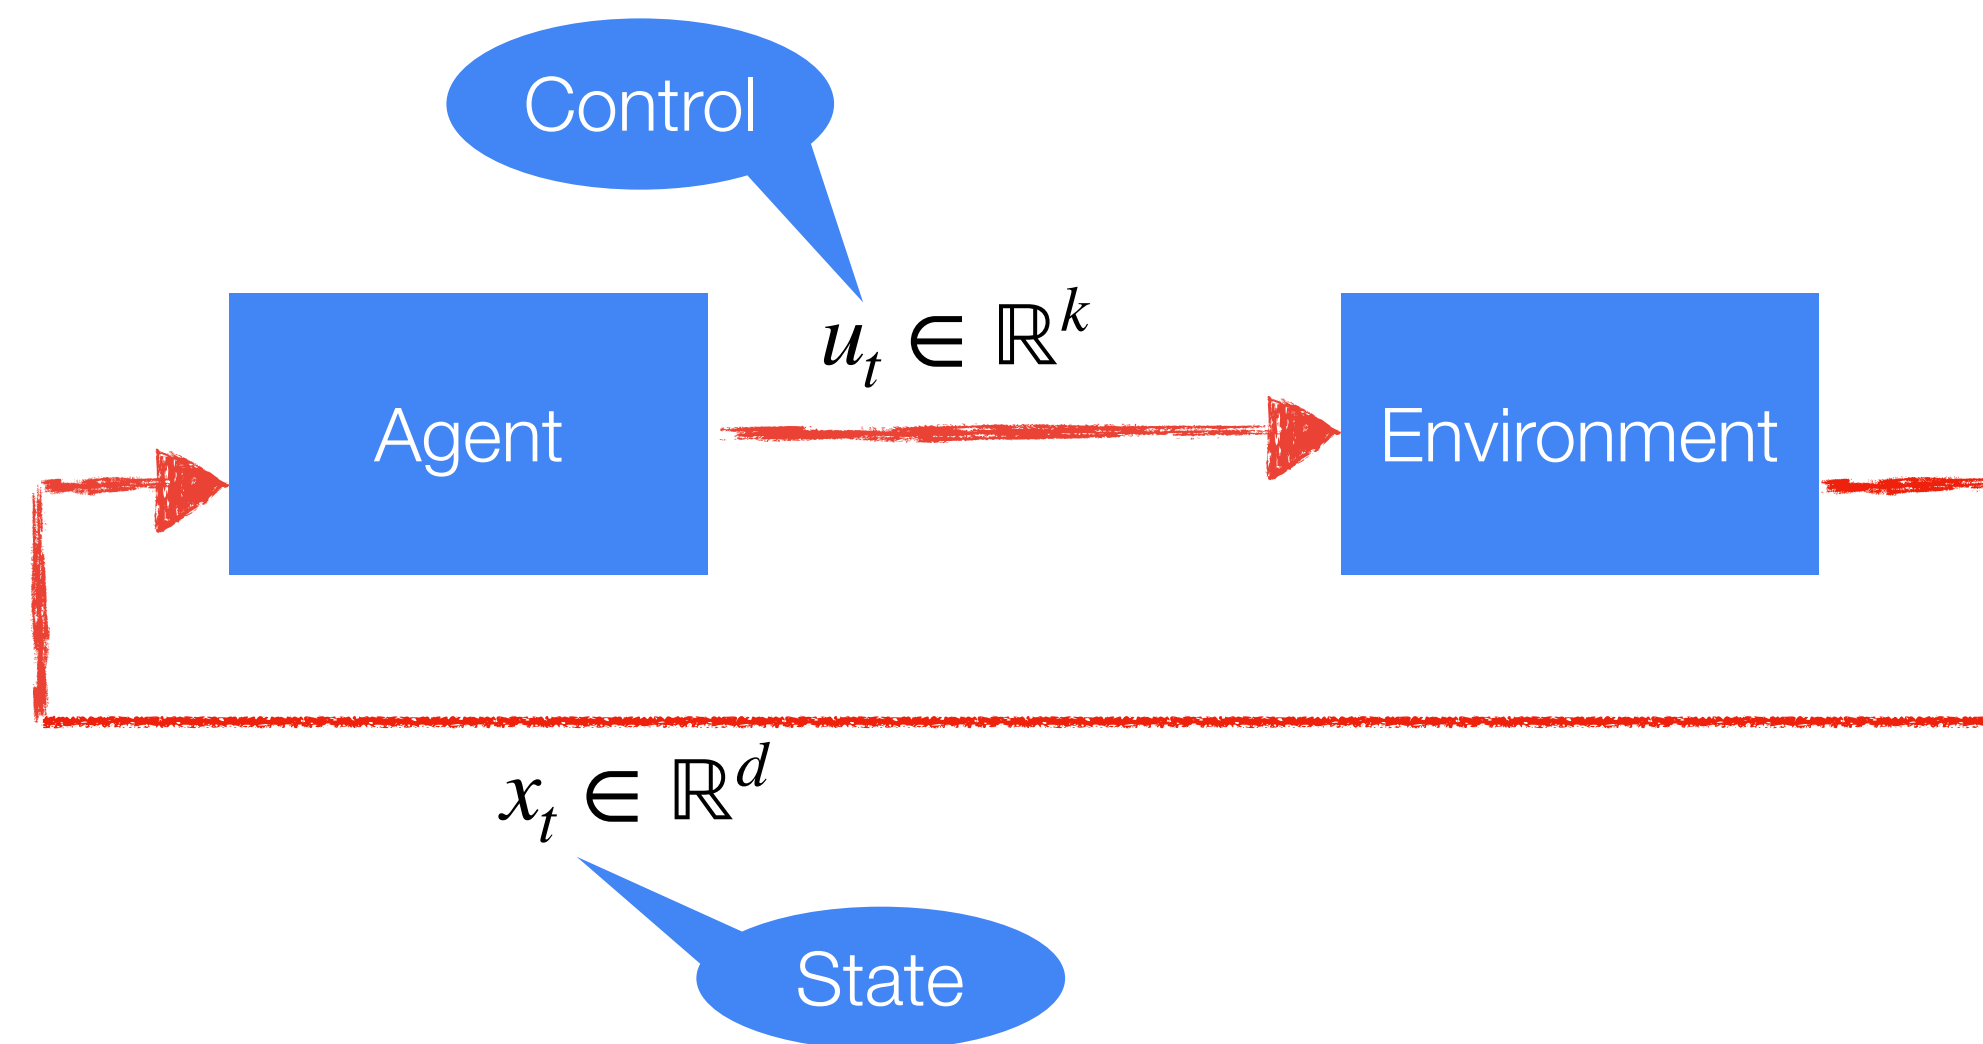 Control
u_t ∈ ℝ^k
Agent
Environment
x_t ∈ ℝ^d
State